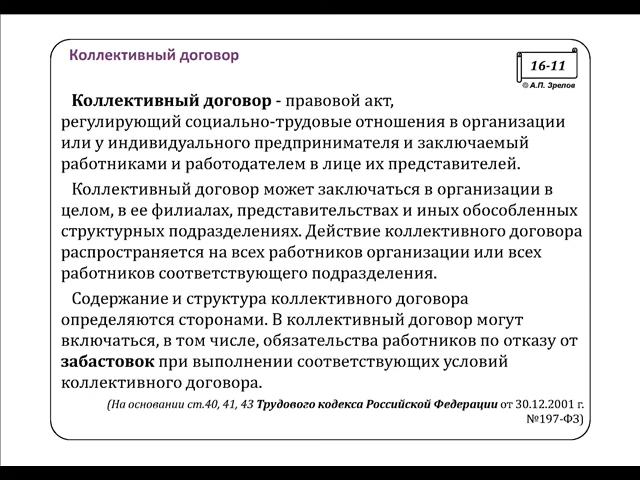 Коллективный договор
16-11
© А.П. Зрелов
Коллективный договор - правовой акт,
регулирующий социально-трудовые отношения в организации
или у индивидуального предпринимателя и заключаемый
работниками и работодателем в лице их представителей.
Коллективный договор может заключаться в организации в
целом, в ее филиалах, представительствах и иных обособленных
структурных подразделениях. Действие коллективного договора
распространяется на всех работников организации или всех
работников соответствующего подразделения.
Содержание и структура коллективного договора
определяются сторонами. В коллективный договор могут
включаться, в том числе, обязательства работников по отказу от
забастовок при выполнении соответствующих условий
коллективного договора.
(На основании ст.40, 41, 43 Трудового кодекса Российской Федерации от 30.12.2001 г.
№197-ФЗ)